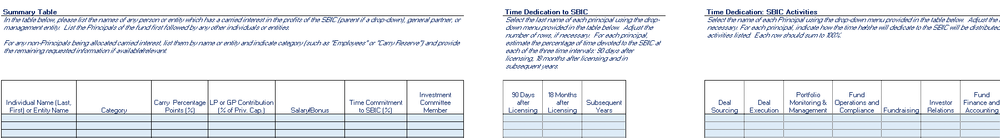 Summary Table
In the table below, please list the names of any person or entity which has a carried interest in the profits of the SBIC (parent if a drop-down), general partner, or
management entity.  List the Principals of the fund first followed by any other individuals or entities.
For any non-Principals being allocated carried interest, list them by name or entity and indicate category (such as "Employees" or "Carry Reserve") and provide
the remaining requested information if available/relevant.
Individual Name (Last,
First) or Entity Name
Category
Carry Percentage
Points (%)
LP or GP Contribution
(% of Priv. Cap.)
Salary/Bonus
Time Commitment
to SBIC (%)
Investment
Committee
Member
Time Dedication to SBIC
Select the last name of each principal using the drop-
down menu provided in the table below.  Adjust the
number of rows, if necessary.  For each principal,
estimate the percentage of time devoted to the SBIC at
each of the three time intervals: 90 days after
licensing, 18 months after licensing and in
subsequent years.
90 Days
after
Licensing
18 Months
after
Licensing
Subsequent
Years
Time Dedication: SBIC Activities
Select the name of each Principal using the drop-down menu provided in the table below.  Adjust the
necessary. For each principal, indicate how the time he/she will dedicate to the SBIC will be distributed
activities listed.  Each row should sum to 100%.
Deal
Sourcing
Deal
Execution
Portfolio
Monitoring &
Management
Fund
Operations and
Compliance
Fundraising
Investor
Relations
Fund
Finance and
Accounting